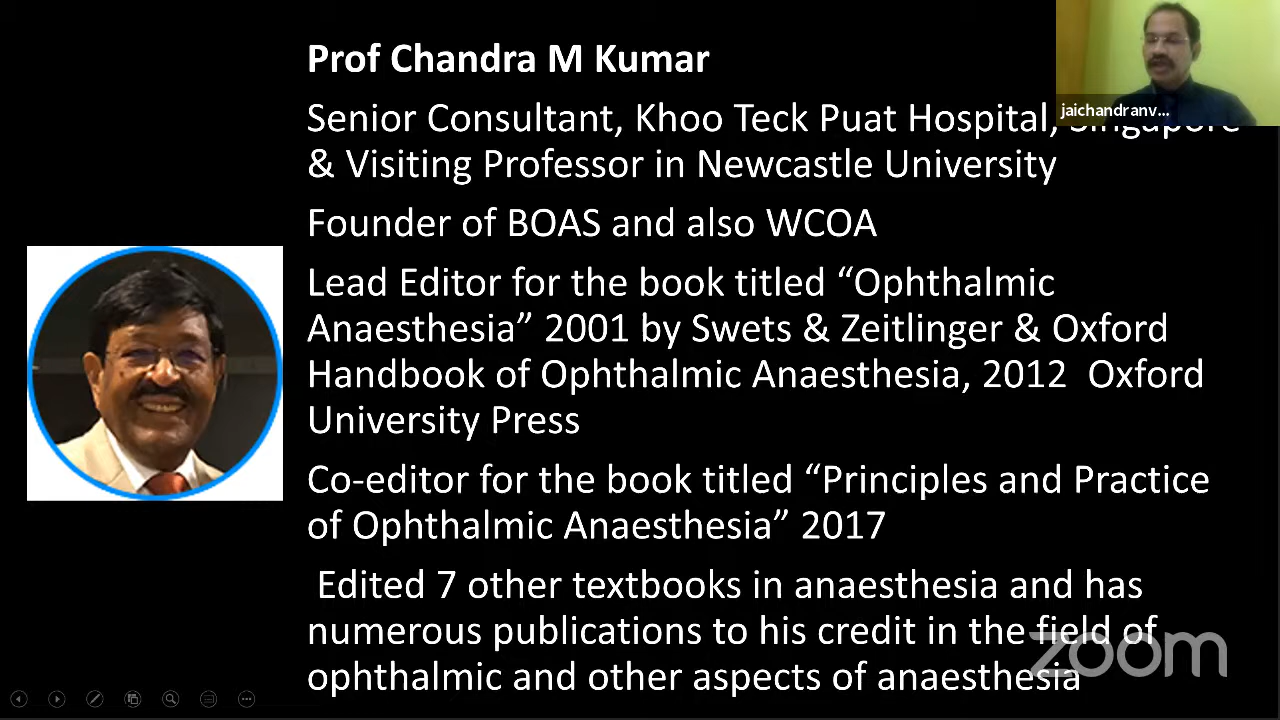 Prof Chandra M Kumar
jaichandranv...
Senior Consultant, Khoo Teck Puat Hospital, Singapore
& Visiting Professor in Newcastle University
Founder of BOAS and also WCOA
Lead Editor for the book titled “Ophthalmic
Anaesthesia” 2001 by Swets & Zeitlinger & Oxford
Handbook of Ophthalmic Anaesthesia, 2012 Oxford
University Press
Co-editor for the book titled “Principles and Practice
of Ophthalmic Anaesthesia” 2017
Edited 7 other textbooks in anaesthesia and has
numerous publications to his credit in the field of
ophthalmic and other aspects of anaesthesia
zoom